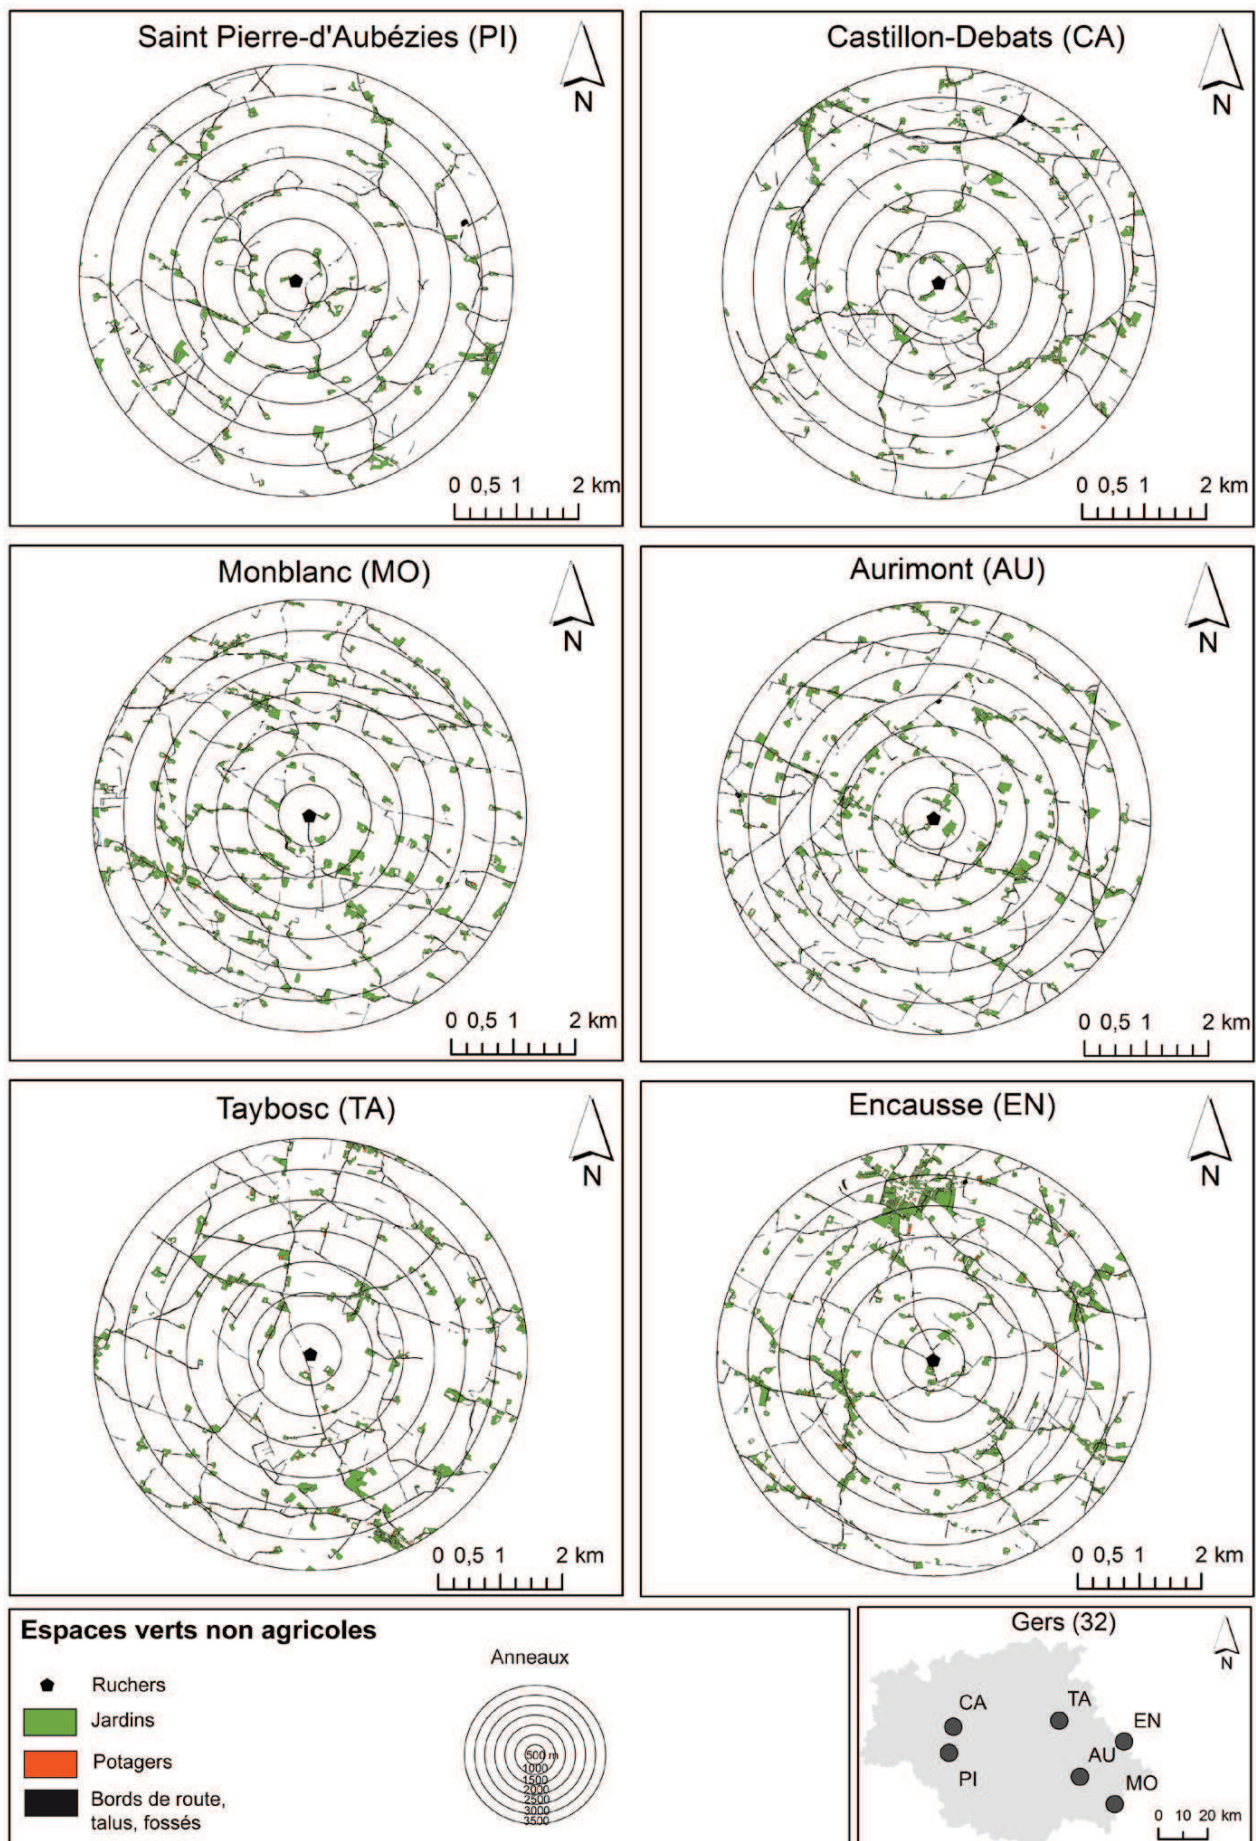 Saint Pierre-d'Aubézies (PI)
N
0 0,5 1 2 km
Castillon-Debats (CA)
N
0 0,5 1 2 km
Monblanc (MO)
N
0 0,5 1 2 km
Aurimont (AU)
N
0 0,5 1 2 km
Taybosc (TA)
N
0 0,5 1 2 km
Encausse (EN)
N
0 0,5 1 2 km
Espaces verts non agricoles
Ruchers
Jardins
Potagers
Bords de route,
talus, fossés
Anneaux
500 m
1000
1500
2000
2500
3000
3500
Gers (32)
N
CA
TA
EN
PI
AU
MO
0 10 20 km